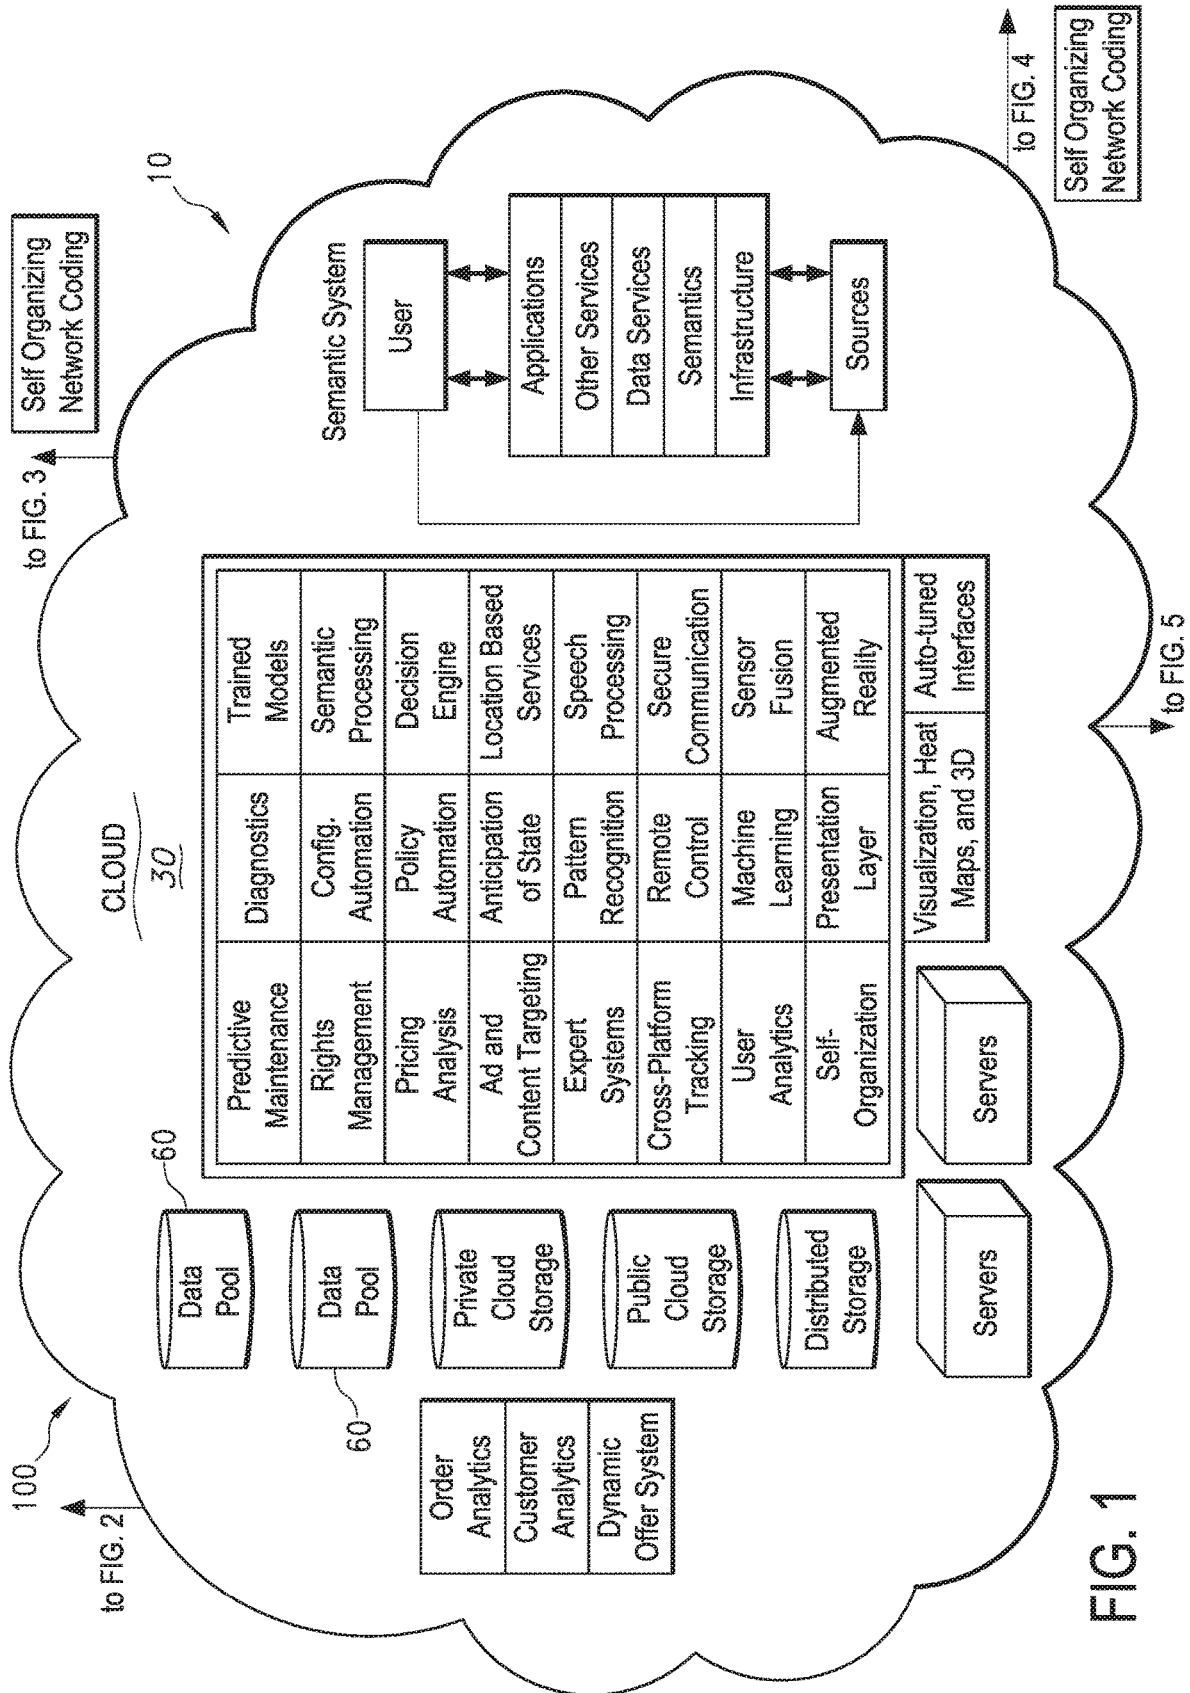 to FIG. 2
100
to FIG. 3
Self Organizing
Network Coding
10
CLOUD
30
Order
Analytics
Customer
Analytics
Dynamic
Offer System
60
Data
Pool
Data
Pool
60
Private
Cloud
Storage
Public
Cloud
Storage
Distributed
Storage
Servers
Servers
Predictive
Maintenance
Diagnostics
Trained
Models
Rights
Management
Config.
Automation
Semantic
Processing
Pricing
Analysis
Policy
Automation
Decision
Engine
Ad and
Content Targeting
Anticipation
of State
Location Based
Services
Expert
Systems
Pattern
Recognition
Speech
Processing
Cross-Platform
Tracking
Remote
Control
Secure
Communication
User
Analytics
Machine
Learning
Sensor
Fusion
Self-
Organization
Presentation
Layer
Augmented
Reality
Visualization, Heat
Maps, and 3D
Auto-tuned
Interfaces
Semantic System
User
Applications
Other Services
Data Services
Semantics
Infrastructure
Sources
to FIG. 4
Self Organizing
Network Coding
to FIG. 5
FIG. 1